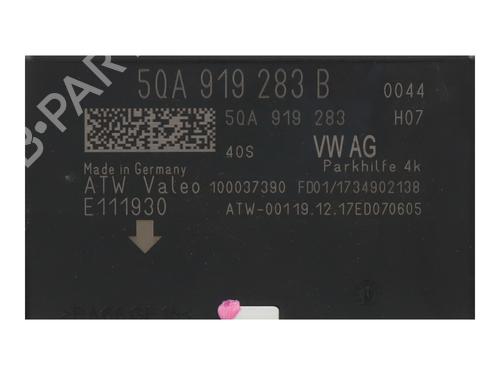 5QA 919 283 B 0044
5QA 919 283 H07
40S VW AG
Parkhilfe 4k
Made in Germany
ATW Valeo 100037390 FD01/1734902138
E111930 ATW-00119.12.17ED070605
B-PAR